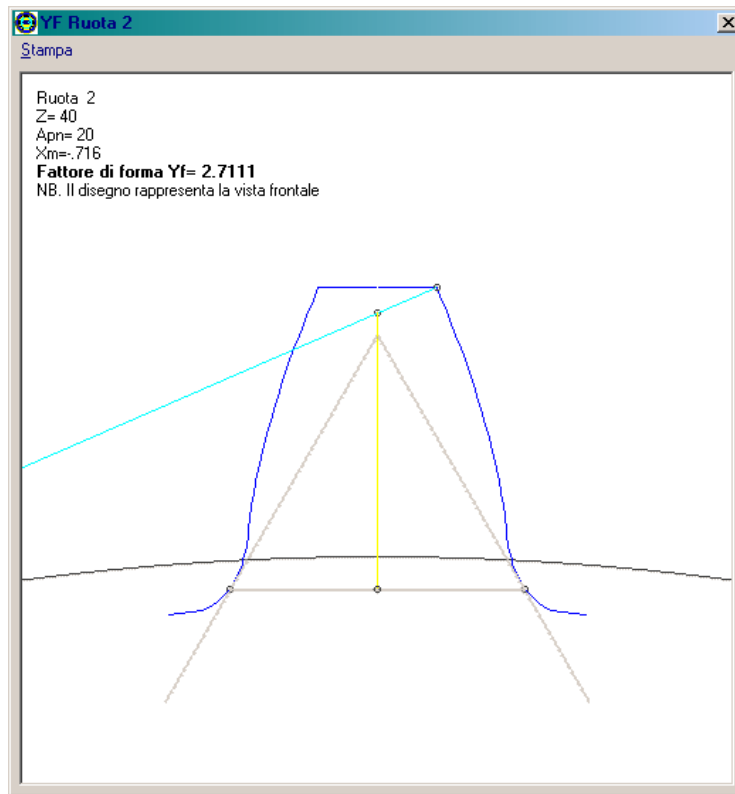 YF Ruota 2
Stampa
Ruota 2
Z= 40
Apn= 20
Xm=-.716
Fattore di forma Yf= 2.7111
NB. Il disegno rappresenta la vista frontale